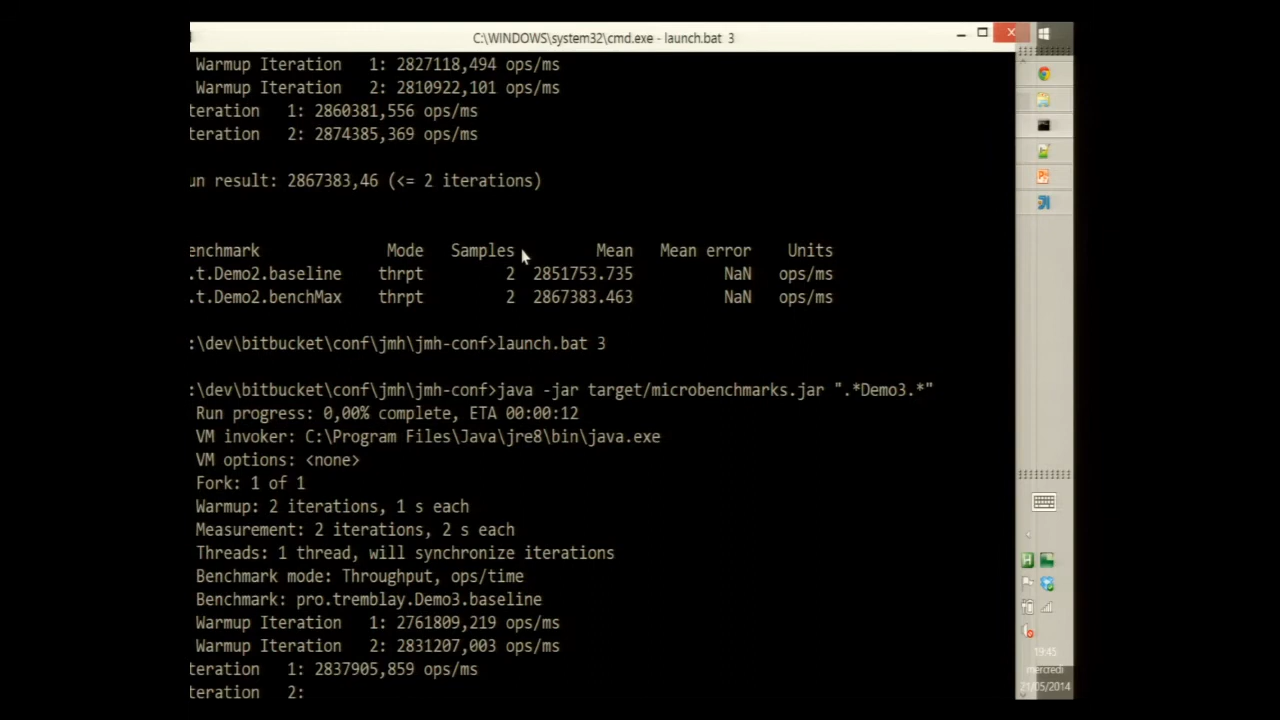 C:\WINDOWS\system32\cmd.exe - launch.bat 3
Warmup Iteration 1: 2827118,494 ops/ms
Warmup Iteration 2: 2810922,101 ops/ms
teration 1: 2860381,556 ops/ms
teration 2: 2874385,369 ops/ms
un result: 2867383,46 (<= 2 iterations)
enchmark Mode Samples Mean Mean error Units
.t.Demo2.baseline thrpt 2 2851753.735 NaN ops/ms
.t.Demo2.benchMax thrpt 2 2867383.463 NaN ops/ms
:\dev\bitbucket\conf\jmh\jmh-conf>launch.bat 3
:\dev\bitbucket\conf\jmh\jmh-conf>java -jar target/microbenchmarks.jar ".*Demo3.*"
Run progress: 0,00% complete, ETA 00:00:12
VM invoker: C:\Program Files\Java\jre8\bin\java.exe
VM options: <none>
Fork: 1 of 1
Warmup: 2 iterations, 1 s each
Measurement: 2 iterations, 2 s each
Threads: 1 thread, will synchronize iterations
Benchmark mode: Throughput, ops/time
Benchmark: pro.tremblay.Demo3.baseline
Warmup Iteration 1: 2761809,219 ops/ms
Warmup Iteration 2: 2831207,003 ops/ms
teration 1: 2837905,859 ops/ms
teration 2:
19:45
mercredi
21/05/2014